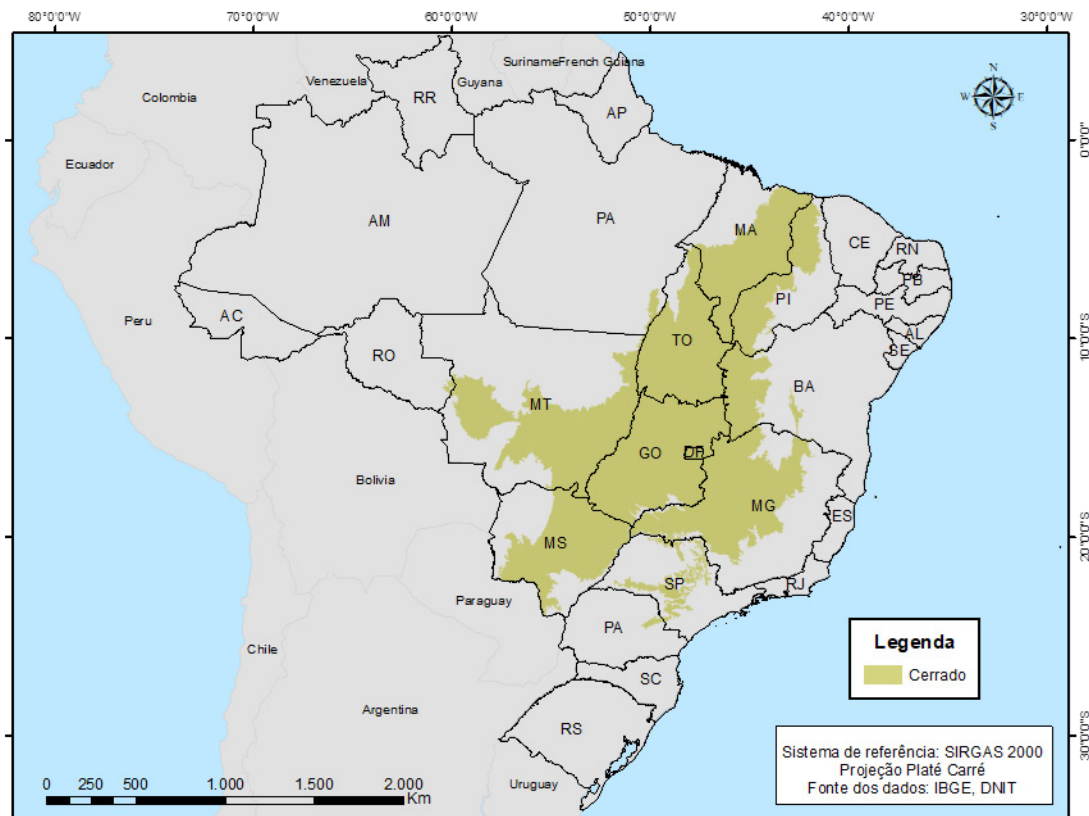 80°0'0"W 70°0'0"W 60°0'0"W 50°0'0"W 40°0'0"W 30°0'0"W
Suriname French Guiana
Venezuela Guyana
N
W E
S
Colombia
RR
AP
0°0'0"
Ecuador
AM
PA
MA
CE
RN
PB
PI
PE
Peru
AC
AL
10°0'0"S
RO
TO
SE
BA
MT
GO
DF
Bolivia
MG
ES
MS
20°0'0"S
SP
RJ
Paraguay
PA
Chile
SC
Argentina
RS
30°0'0"S
Uruguay
Legenda
Cerrado
Sistema de referência: SIRGAS 2000
Projeção Platé Carré
Fonte dos dados: IBGE, DNIT
0 250 500 1.000 1.500 2.000
Km